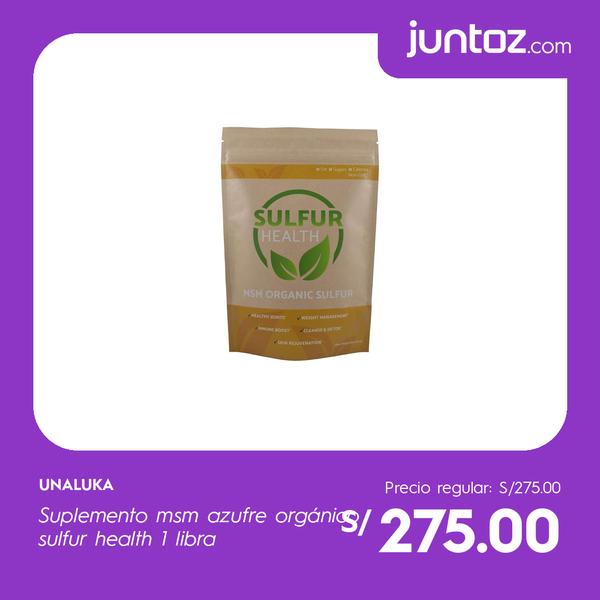 juntoz.com
SULFUR
HEALTH
MSM ORGANIC SULFUR
HEALTHY JOINTS
WEIGHT MANAGEMENT
IMMUNE BOOST
CLEANSE & DETOX
SKIN REJUVENATION
UNALUKA
Precio regular: S/275.00
Suplemento msm azufre orgánico
sulfur health 1 libra
S/ 275.00